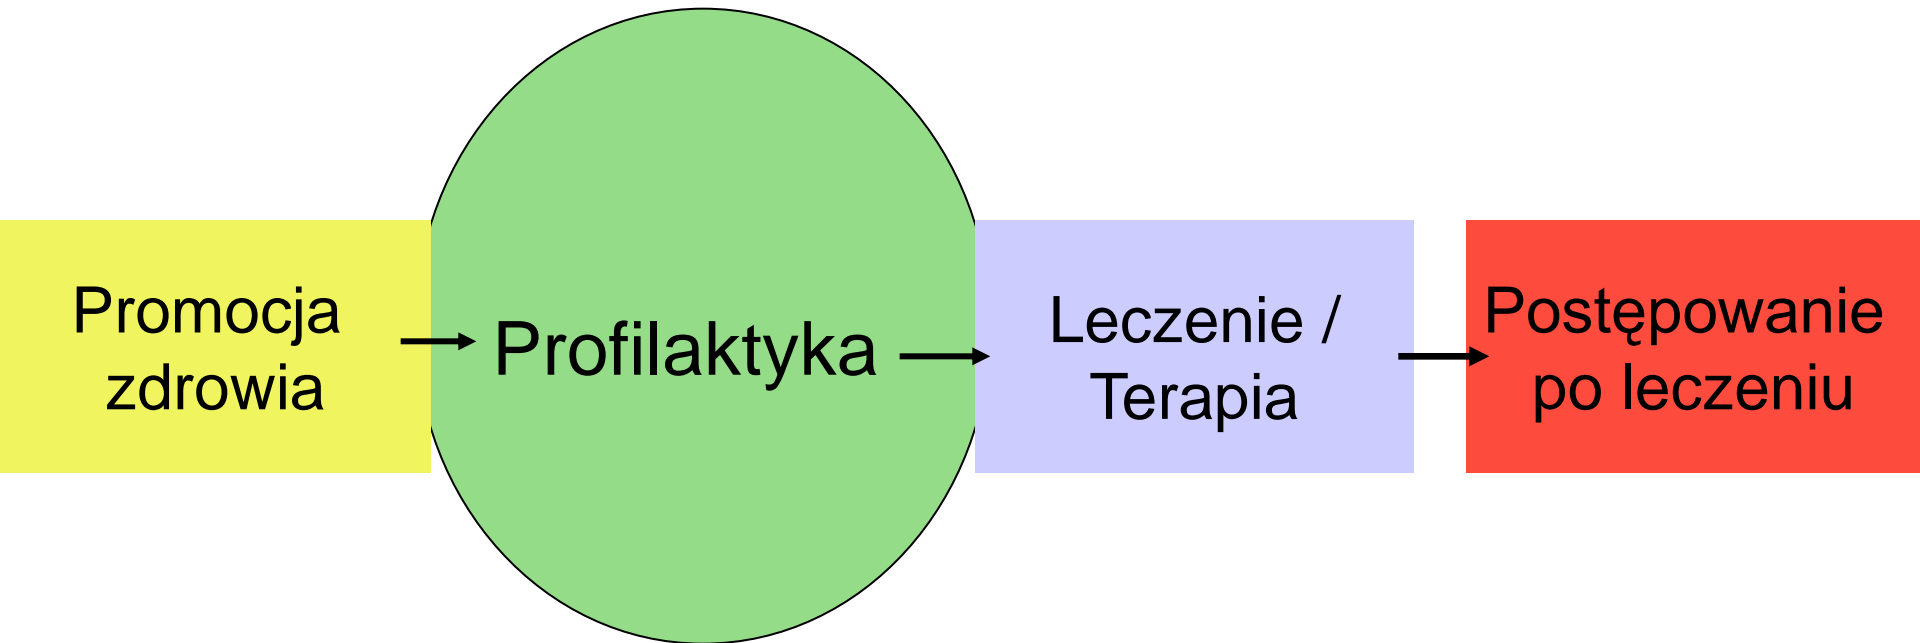 Promocja
zdrowia
Profilaktyka
Leczenie /
Terapia
Postępowanie
po leczeniu